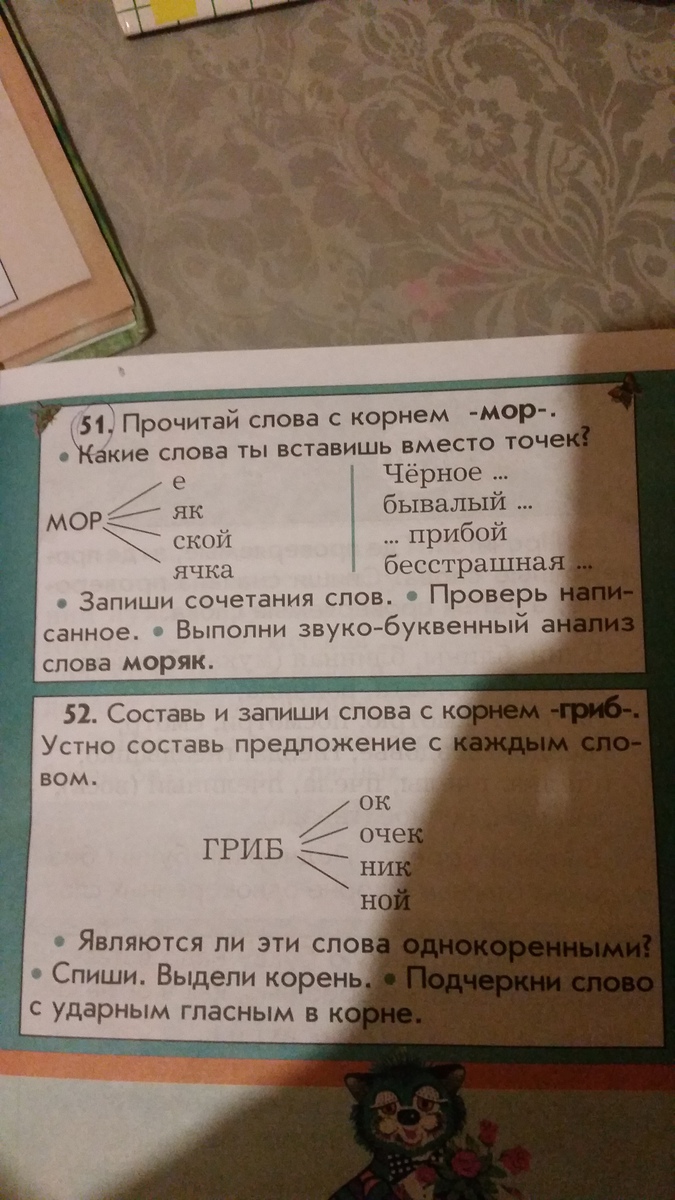 51. Прочитай слова с корнем -мор-.
• Какие слова ты вставишь вместо точек?
МОР
е
як
ской
ячка
Чёрное ...
бывалый ...
... прибой
бесстрашная ...
• Запиши сочетания слов. • Проверь напи-
санное. • Выполни звуко-буквенный анализ
слова моряк.
52. Составь и запиши слова с корнем -гриб-.
Устно составь предложение с каждым сло-
вом.
ГРИБ
ок
очек
ник
ной
• Являются ли эти слова однокоренными?
• Спиши. Выдели корень. • Подчеркни слово
с ударным гласным в корне.